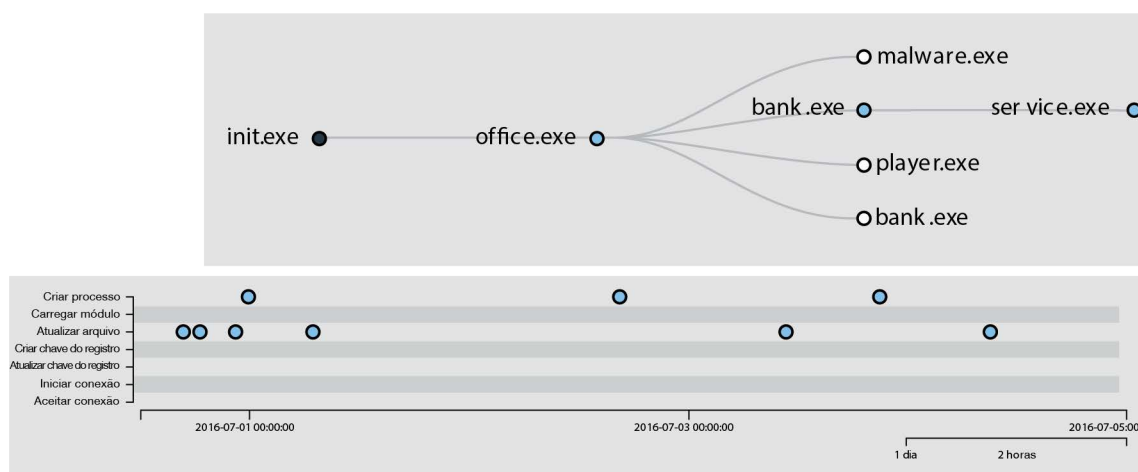 malware.exe
bank.exe
ser vice.exe
init.exe
office.exe
player.exe
bank.exe
Criar processo
Carregar módulo
Atualizar arquivo
Criar chave do registro
Atualizar chave do registro
Iniciar conexão
Aceitar conexão
2016-07-01 00:00:00
2016-07-03 00:00:00
2016-07-05:00
1 dia
2 horas